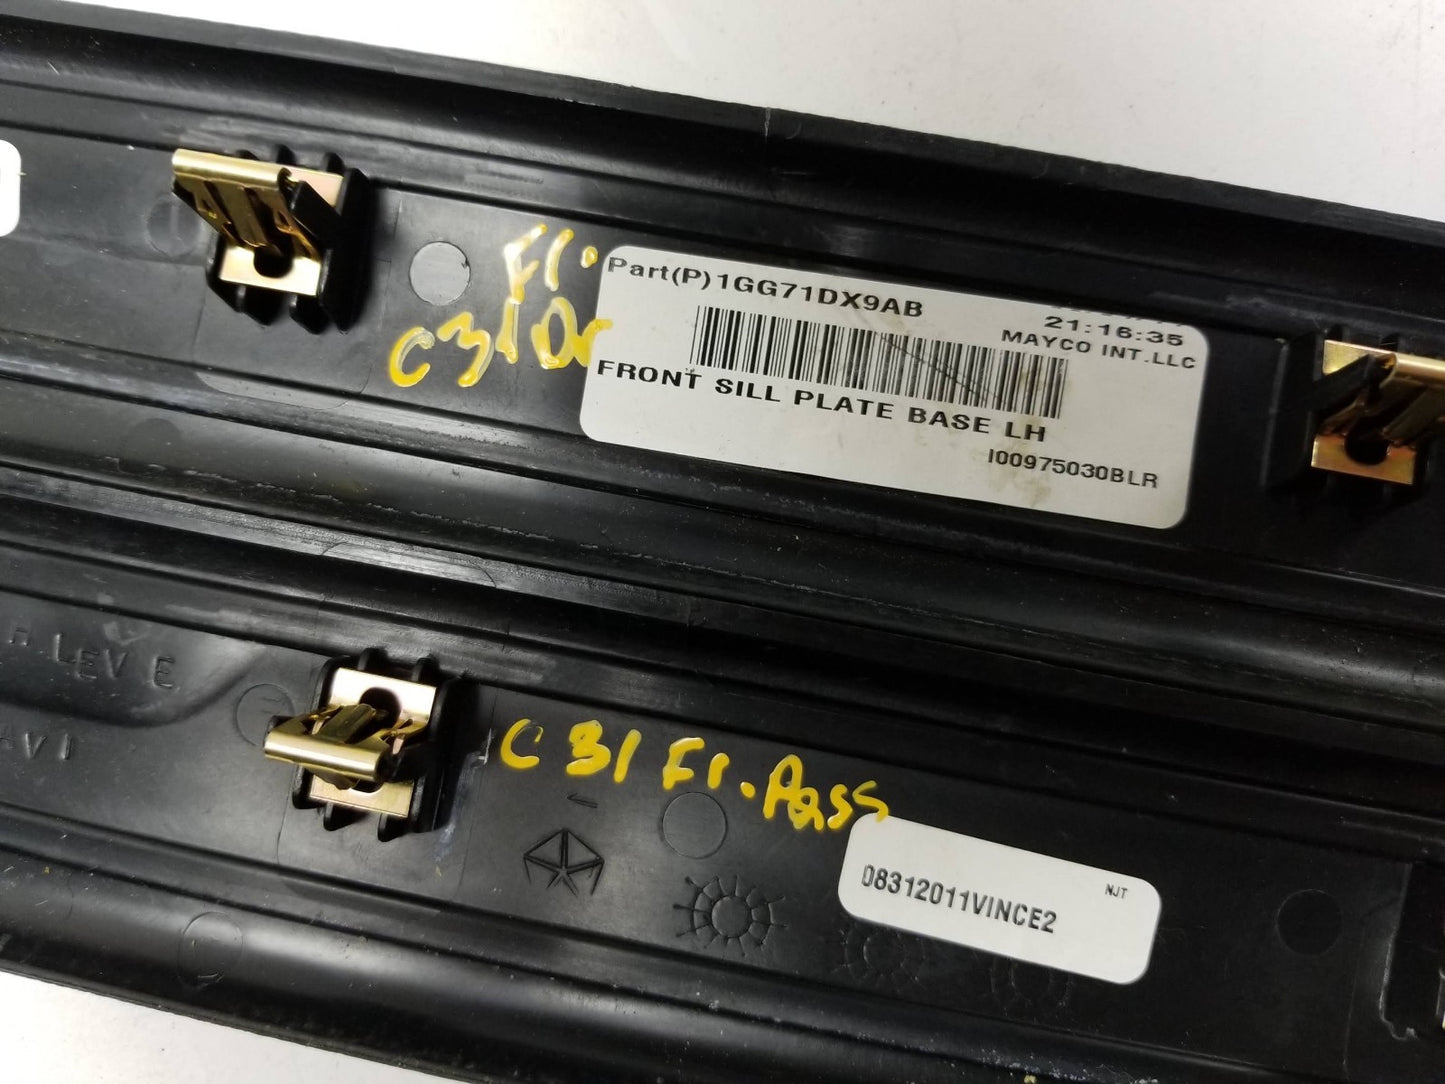 Fr.
C31 Dr
Part(P)1GG71DX9AB
21:16:35
MAYCO INT.LLC
FRONT SILL PLATE BASE LH
I00975030BLR
LEVE
C31 Fr. Pass
08312011VINCE2
NJT